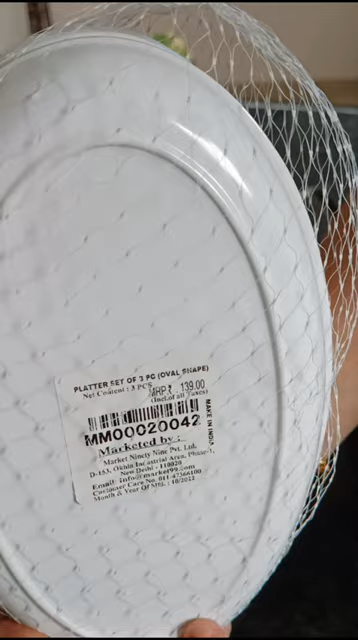 PLATTER SET OF 3 PC (OVAL SHAPE)
Net Content : 3 PCS
MRP ₹ 139.00
(Incl.of all Taxes)
MM00020042
MAKE IN INDIA
Marketed by :
Market Ninety Nine Pvt. Ltd.
D-153, Okhla Industrial Area, Phase-1,
New Delhi - 110020
Email: info@market99.com
Customer Care No. 011-47366100
Month & Year Of Mfg. : 10/2022